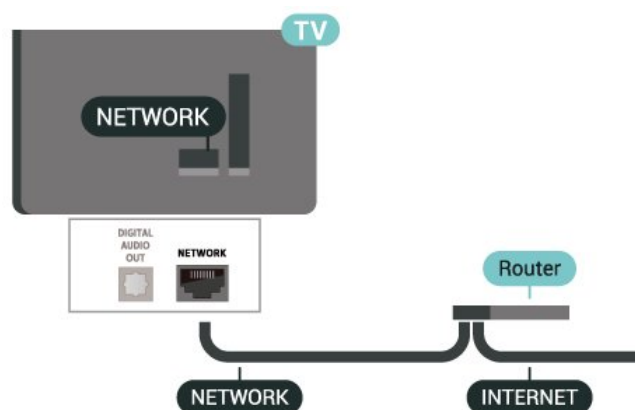 TV
NETWORK
DIGITAL
AUDIO
OUT
NETWORK
Router
NETWORK
INTERNET